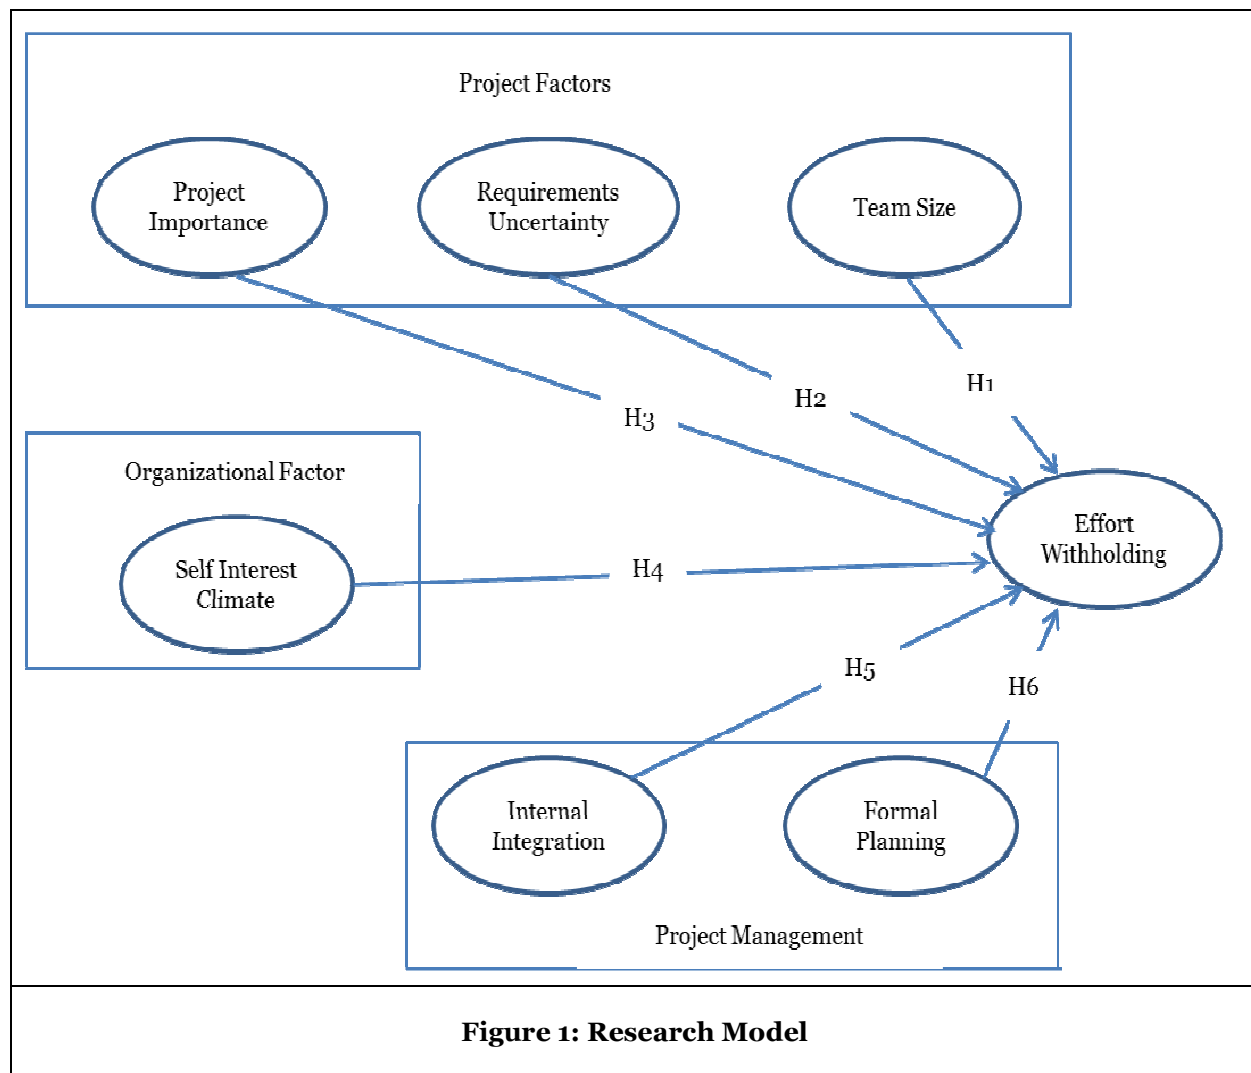 Project Factors
Project
Importance
Requirements
Uncertainty
Team Size
H1
H2
H3
Organizational Factor
Self Interest
Climate
H4
Effort
Withholding
H5
H6
Internal
Integration
Formal
Planning
Project Management
Figure 1: Research Model